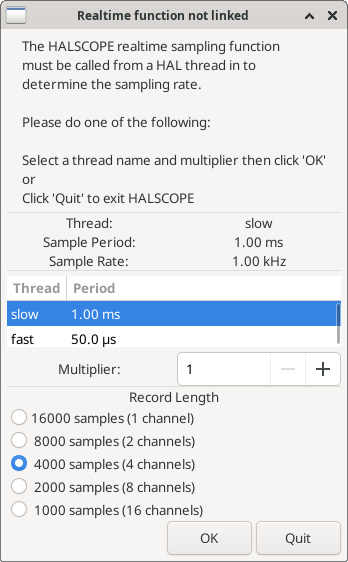 Realtime function not linked
The HALSCOPE realtime sampling function
must be called from a HAL thread in to
determine the sampling rate.
Please do one of the following:
Select a thread name and multiplier then click 'OK'
or
Click 'Quit' to exit HALSCOPE
Thread: slow
Sample Period: 1.00 ms
Sample Rate: 1.00 kHz
Thread Period
slow 1.00 ms
fast 50.0 µs
Multiplier: 1
Record Length
16000 samples (1 channel)
8000 samples (2 channels)
4000 samples (4 channels)
2000 samples (8 channels)
1000 samples (16 channels)
OK Quit